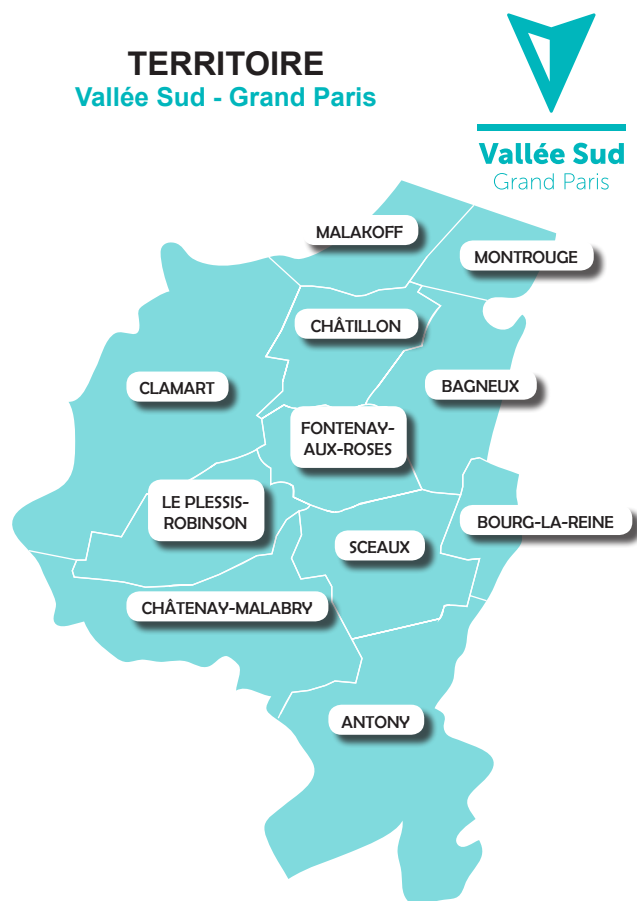 TERRITOIRE
Vallée Sud - Grand Paris
Vallée Sud
Grand Paris
MALAKOFF
MONTROUGE
CHÂTILLON
CLAMART
BAGNEUX
FONTENAY-
AUX-ROSES
LE PLESSIS-
ROBINSON
BOURG-LA-REINE
SCEAUX
CHÂTENAY-MALABRY
ANTONY